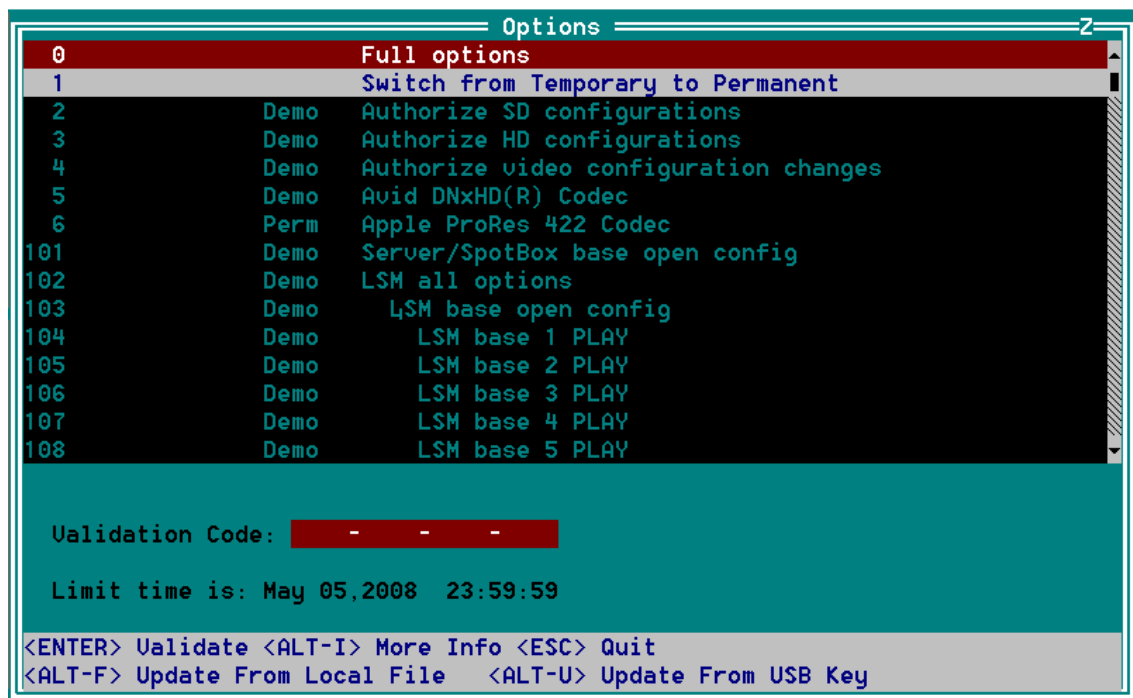 Options Z
0 Full options
1 Switch from Temporary to Permanent
2 Demo Authorize SD configurations
3 Demo Authorize HD configurations
4 Demo Authorize video configuration changes
5 Demo Avid DNxHD(R) Codec
6 Perm Apple ProRes 422 Codec
101 Demo Server/SpotBox base open config
102 Demo LSM all options
103 Demo LSM base open config
104 Demo LSM base 1 PLAY
105 Demo LSM base 2 PLAY
106 Demo LSM base 3 PLAY
107 Demo LSM base 4 PLAY
108 Demo LSM base 5 PLAY
Validation Code: - - -
Limit time is: May 05,2008 23:59:59
<ENTER> Validate <ALT-I> More Info <ESC> Quit
<ALT-F> Update From Local File <ALT-U> Update From USB Key